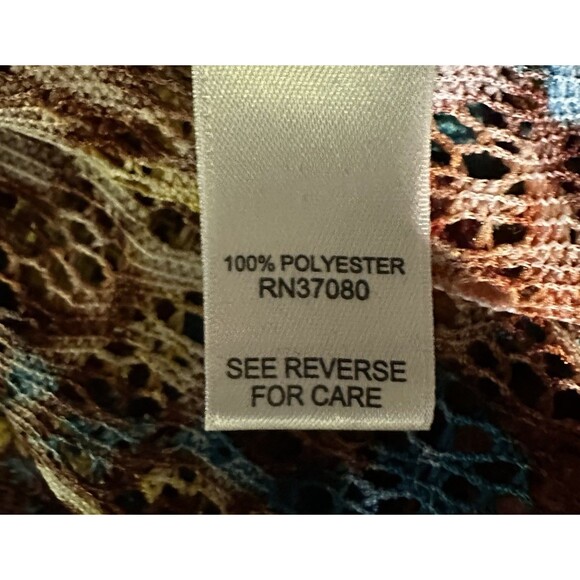 100% POLYESTER
RN37080
SEE REVERSE
FOR CARE